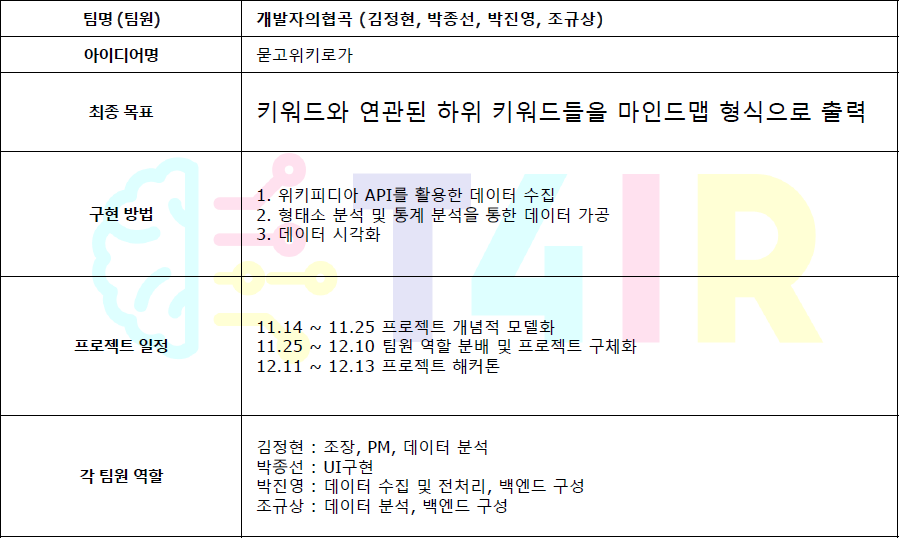 팀명 (팀원)
개발자의협곡 (김정현, 박종선, 박진영, 조규상)
아이디어명
묻고위키로가
최종 목표
키워드와 연관된 하위 키워드들을 마인드맵 형식으로 출력
구현 방법
1. 위키피디아 API를 활용한 데이터 수집
2. 형태소 분석 및 통계 분석을 통한 데이터 가공
3. 데이터 시각화
T4IR
프로젝트 일정
11.14 ~ 11.25 프로젝트 개념적 모델화
11.25 ~ 12.10 팀원 역할 분배 및 프로젝트 구체화
12.11 ~ 12.13 프로젝트 해커톤
각 팀원 역할
김정현 : 조장, PM, 데이터 분석
박종선 : UI구현
박진영 : 데이터 수집 및 전처리, 백엔드 구성
조규상 : 데이터 분석, 백엔드 구성